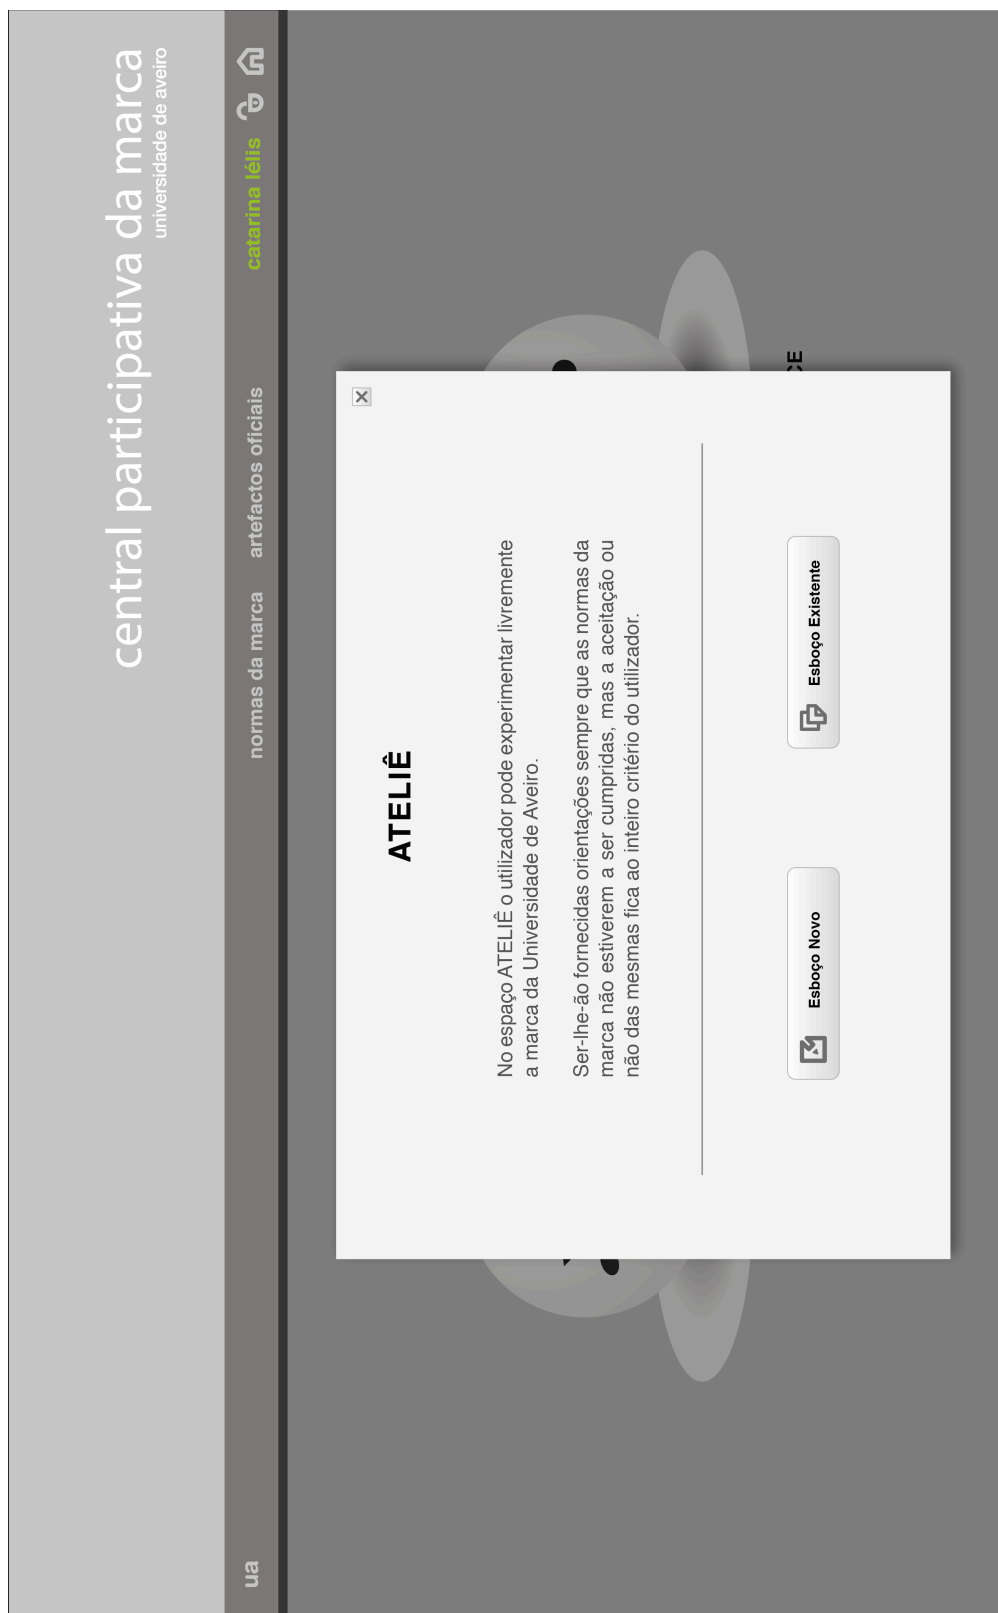 central participativa da marca
universidade de aveiro
ua
normas da marca
artefactos oficiais
catarina lélis
ATELIÊ
No espaço ATELIÊ o utilizador pode experimentar livremente
a marca da Universidade de Aveiro.
Ser-lhe-ão fornecidas orientações sempre que as normas da
marca não estiverem a ser cumpridas, mas a aceitação ou
não das mesmas fica ao inteiro critério do utilizador.
Esboço Novo
Esboço Existente